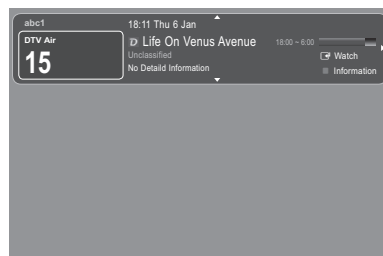 abc1
DTV Air
15
18:11 Thu 6 Jan
D Life On Venus Avenue
18:00 ~ 6:00
Unclassified
No Detaild Information
Watch
Information